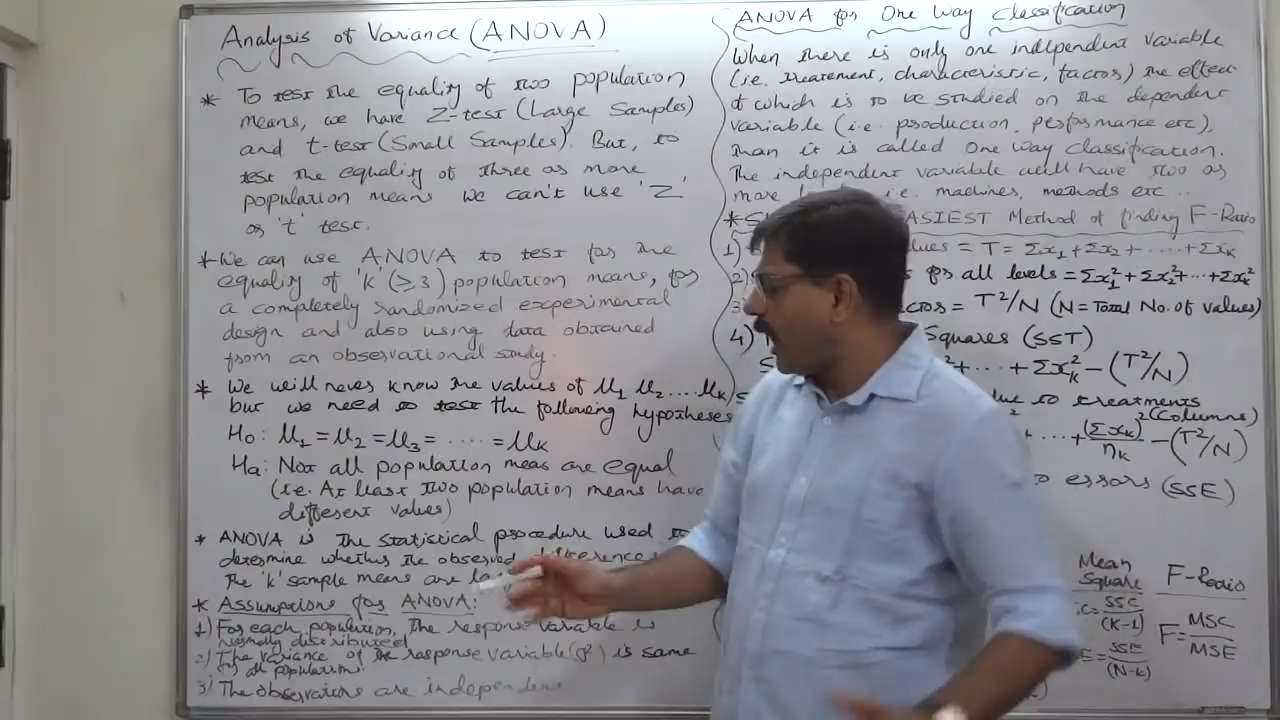 Analysis of Variance (ANOVA)
* To test the equality of two population
means, we have Z-test (Large Samples)
and t-test (Small Samples). But, to
test the equality of three or more
population means we can't use 'Z'
or 't' test.
* We can use ANOVA to test for the
equality of 'k' (≥3) population means, for
a completely randomized experimental
design and also using data obtained
from an observational study.
* We will never know the values of μ1 μ2 .... μK,
but we need to test the following hypotheses
H0: μ1 = μ2 = μ3 = ..... = μK
Ha: Not all population meas are equal
(i.e. At least two population means have
different values)
* ANOVA is the statistical procedure used to
determine whether the observed differences
the 'k' sample means are
* Assumptions for ANOVA:
1) For each population, the response variable is
normally distributed
2) The variance of the response variable (σ²) is same
for all populations
3) The observations are independent
ANOVA for One Way Classification
When there is only one independent variable
(i.e. treatement, characteristic, factor) the effect
of which is to be studied on the dependent
variable (i.e. production, performance etc),
than it is called One way classification.
The independent variable will have two or
more i.e. machines, methods etc...
* EASIEST Method of finding F-Ratio
1) Values = T = Σx1 + Σx2 + ..... + Σxk
2) for all levels = Σx1² + Σx2² + ... + Σxk²
3) = T²/N (N = Total No. of values)
4) Squares (SST)
+ ... + Σxk² - (T²/N)
due to treatments
(Columns)
... + (Σxk)²/nk - (T²/N)
to errors (SSE)
Mean Square F-Ratio
= SSC/(K-1)
F = MSC/MSE
= SSE/(N-k)